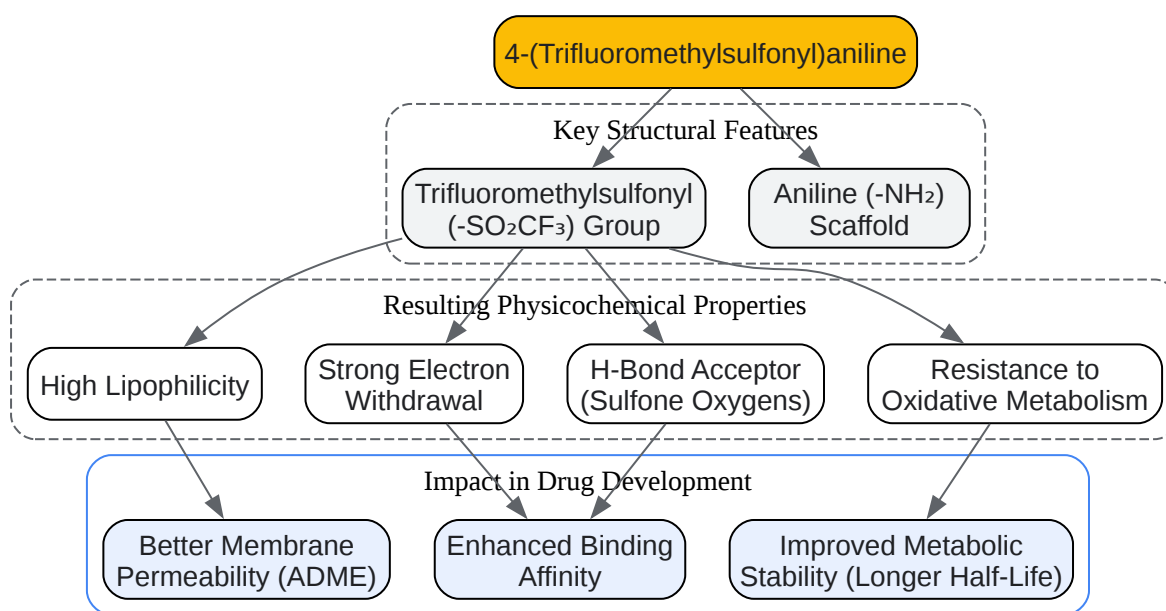 4-(Trifluoromethylsulfonyl)aniline
Key Structural Features
Trifluoromethylsulfonyl
(-SO₂CF₃) Group
Aniline (-NH₂)
Scaffold
Resulting Physicochemical Properties
High Lipophilicity
Strong Electron
Withdrawal
H-Bond Acceptor
(Sulfone Oxygens)
Resistance to
Oxidative Metabolism
Impact in Drug Development
Better Membrane
Permeability (ADME)
Enhanced Binding
Affinity
Improved Metabolic
Stability (Longer Half-Life)